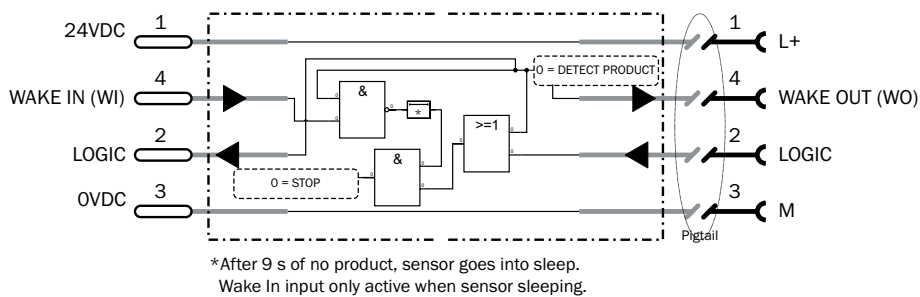 24VDC 1 1 L+
0 = DETECT PRODUCT
WAKE IN (WI) 4 & 4 WAKE OUT (WO)
*
>=1
LOGIC 2 & 2 LOGIC
0 = STOP
0VDC 3 3 M
Pigtail
*After 9 s of no product, sensor goes into sleep.
Wake In input only active when sensor sleeping.